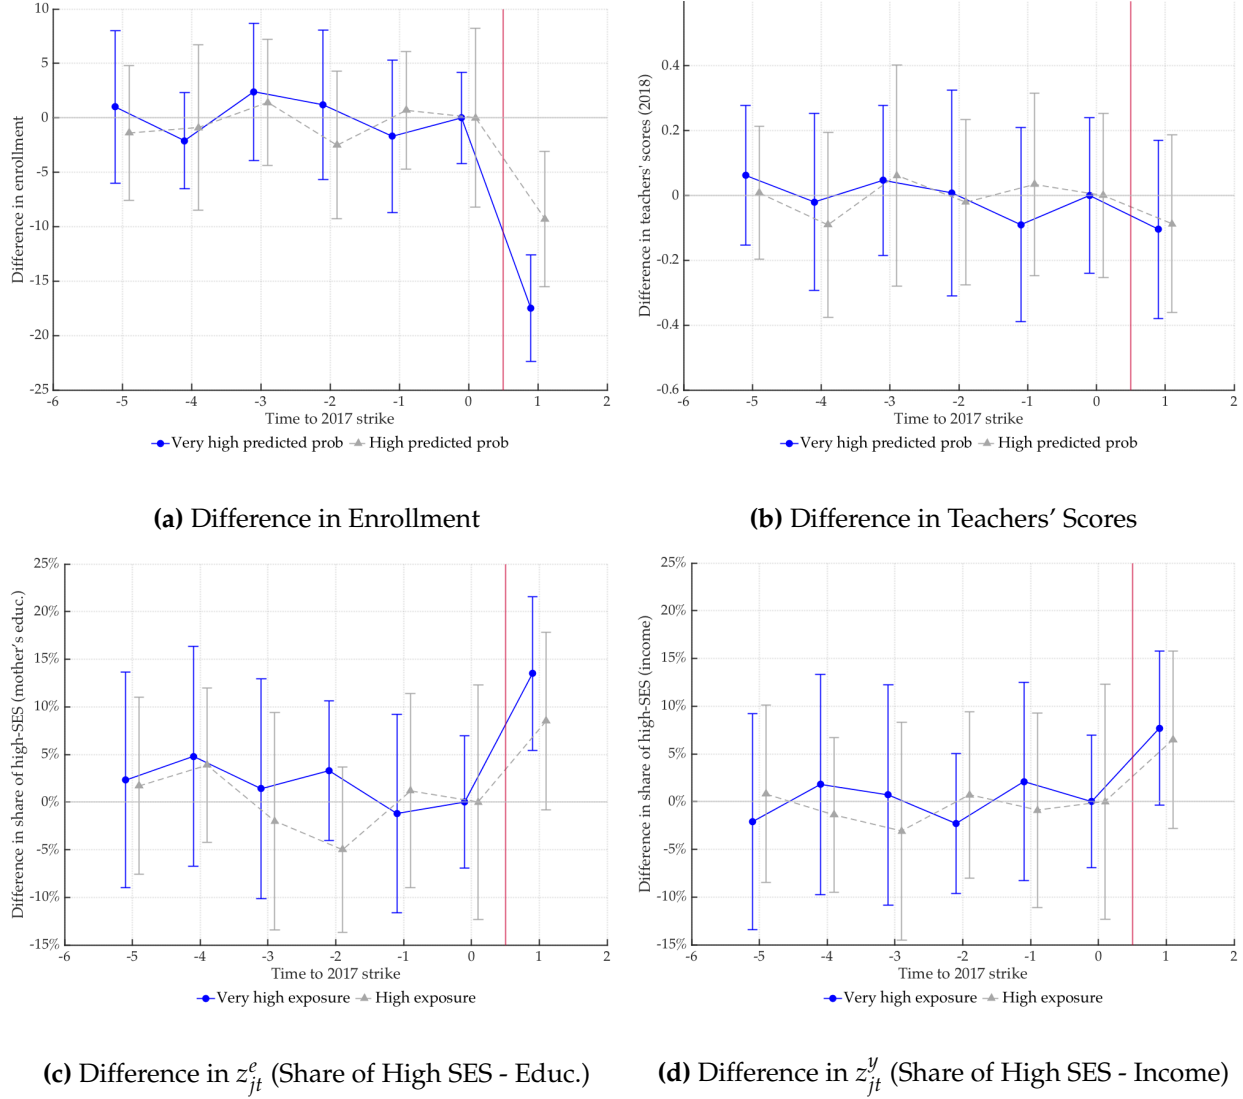 10
5
0
-5
-10
-15
-20
-25
Difference in enrollment
-6 -5 -4 -3 -2 -1 0 1 2
Time to 2017 strike
Very high predicted prob High predicted prob
(a) Difference in Enrollment
0.4
0.2
0
-0.2
-0.4
-0.6
Difference in teachers' scores (2018)
-6 -5 -4 -3 -2 -1 0 1 2
Time to 2017 strike
Very high predicted prob High predicted prob
(b) Difference in Teachers' Scores
25%
20%
15%
10%
5%
0%
-5%
-10%
-15%
Difference in share of high-SES (mother's educ.)
-6 -5 -4 -3 -2 -1 0 1 2
Time to 2017 strike
Very high exposure High exposure
(c) Difference in $z_{jt}^{e}$ (Share of High SES - Educ.)
25%
20%
15%
10%
5%
0%
-5%
-10%
-15%
Difference in share of high-SES (income)
-6 -5 -4 -3 -2 -1 0 1 2
Time to 2017 strike
Very high exposure High exposure
(d) Difference in $z_{jt}^{y}$ (Share of High SES - Income)